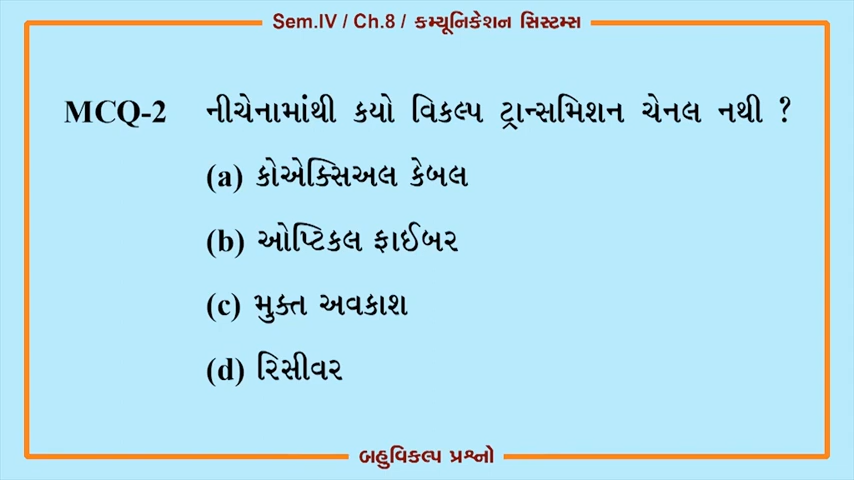 Sem.IV / Ch.8 / કમ્યૂનિકેશન સિસ્ટમ્સ
MCQ-2 નીચેનામાંથી કયો વિકલ્પ ટ્રાન્સમિશન ચેનલ નથી ?
(a) કોએક્સિઅલ કેબલ
(b) ઓપ્ટિકલ ફાઈબર
(c) મુક્ત અવકાશ
(d) રિસીવર
બહુવિકલ્પ પ્રશ્નો